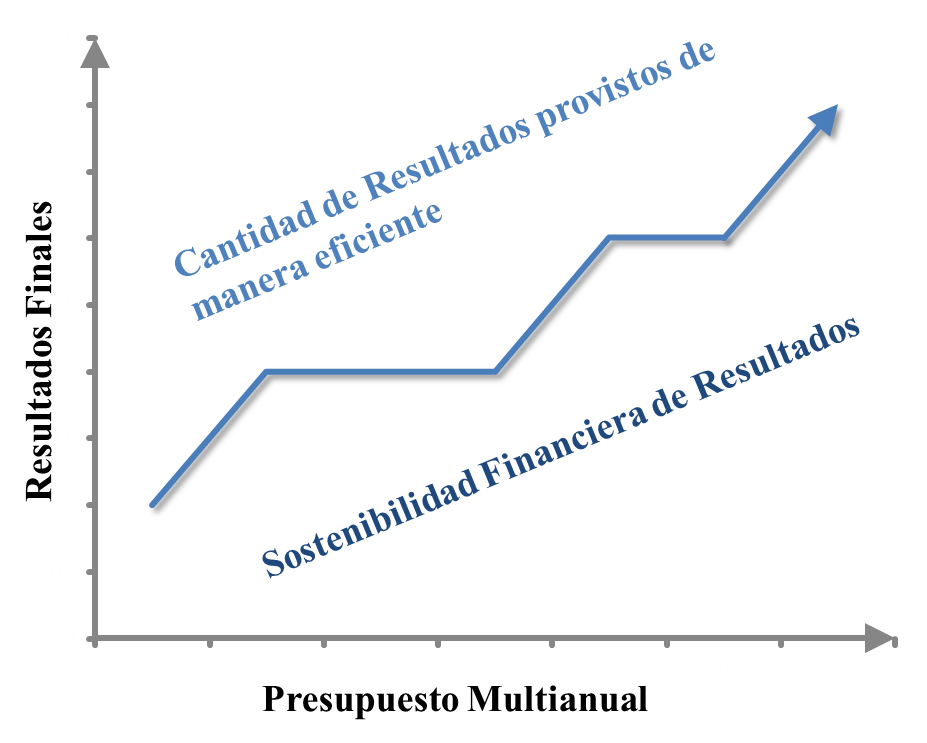 Cantidad de Resultados provistos de
manera eficiente
Resultados Finales
Sostenibilidad Financiera de Resultados
Presupuesto Multianual